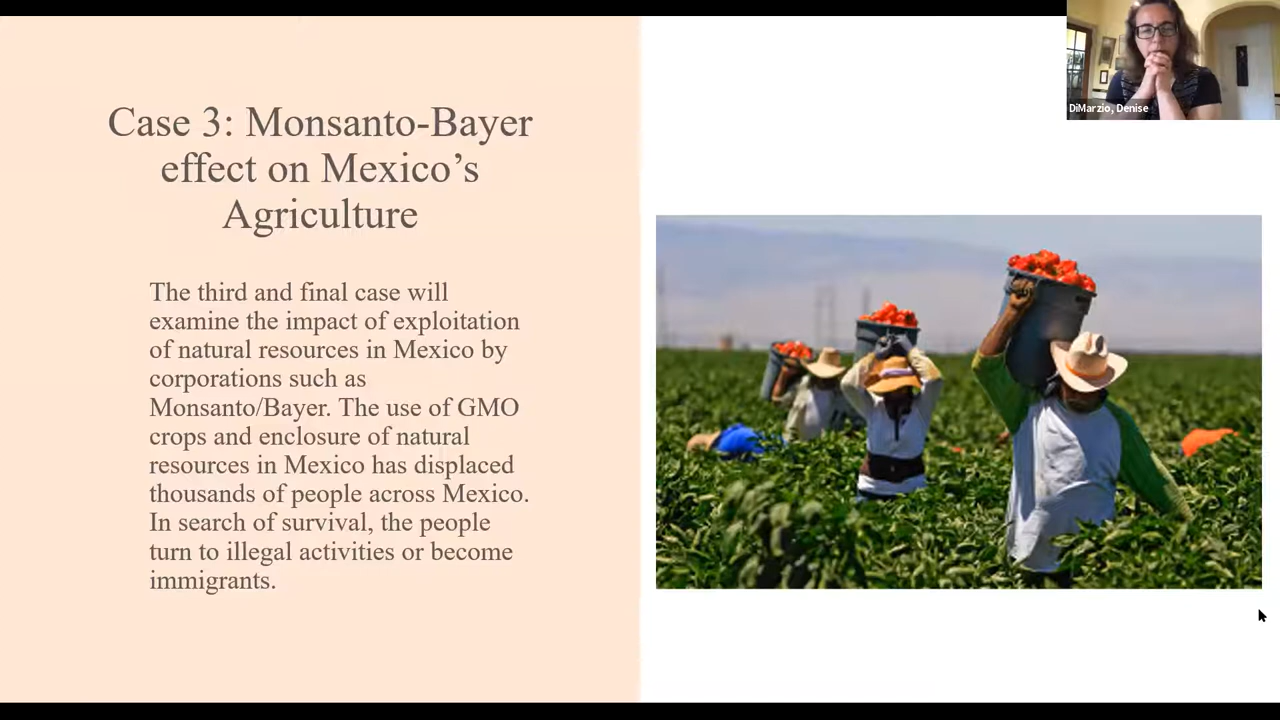 Case 3: Monsanto-Bayer
effect on Mexico’s
Agriculture
The third and final case will
examine the impact of exploitation
of natural resources in Mexico by
corporations such as
Monsanto/Bayer. The use of GMO
crops and enclosure of natural
resources in Mexico has displaced
thousands of people across Mexico.
In search of survival, the people
turn to illegal activities or become
immigrants.
DiMarzio, Denise